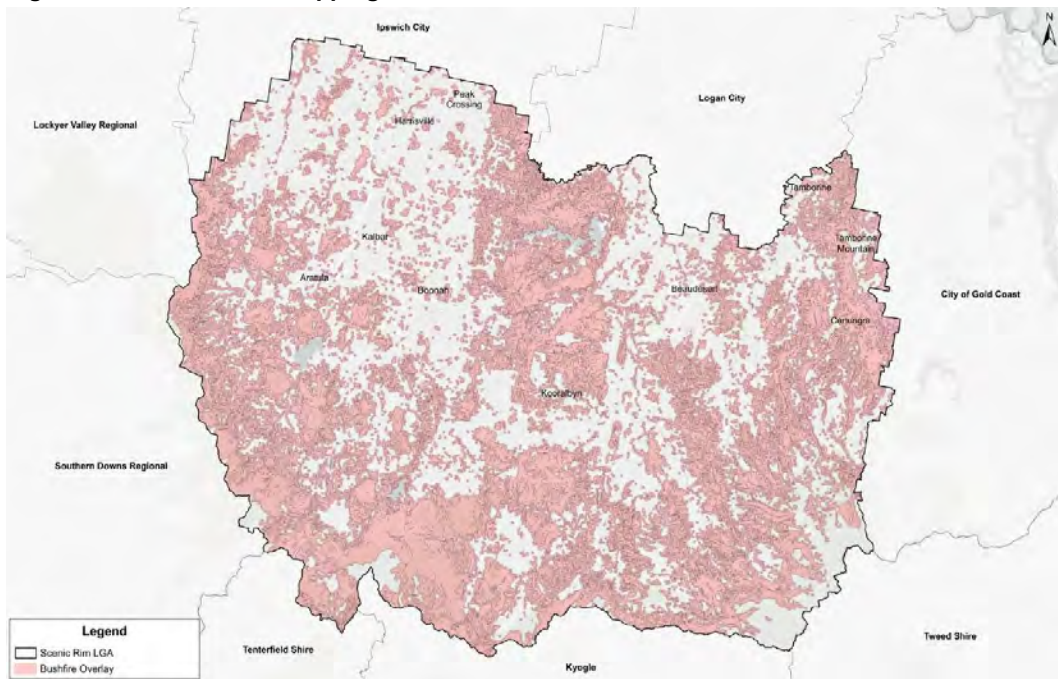 Ipswich City
N
Peak
Crossing
Harrisville
Logan City
Lockyer Valley Regional
Tamborine
Kalbar
Tamborine
Mountain
Aratula
Boonah
Beaudesert
City of Gold Coast
Canungra
Kooralbyn
Southern Downs Regional
Legend
Scenic Rim LGA
Bushfire Overlay
Tenterfield Shire
Kyogle
Tweed Shire